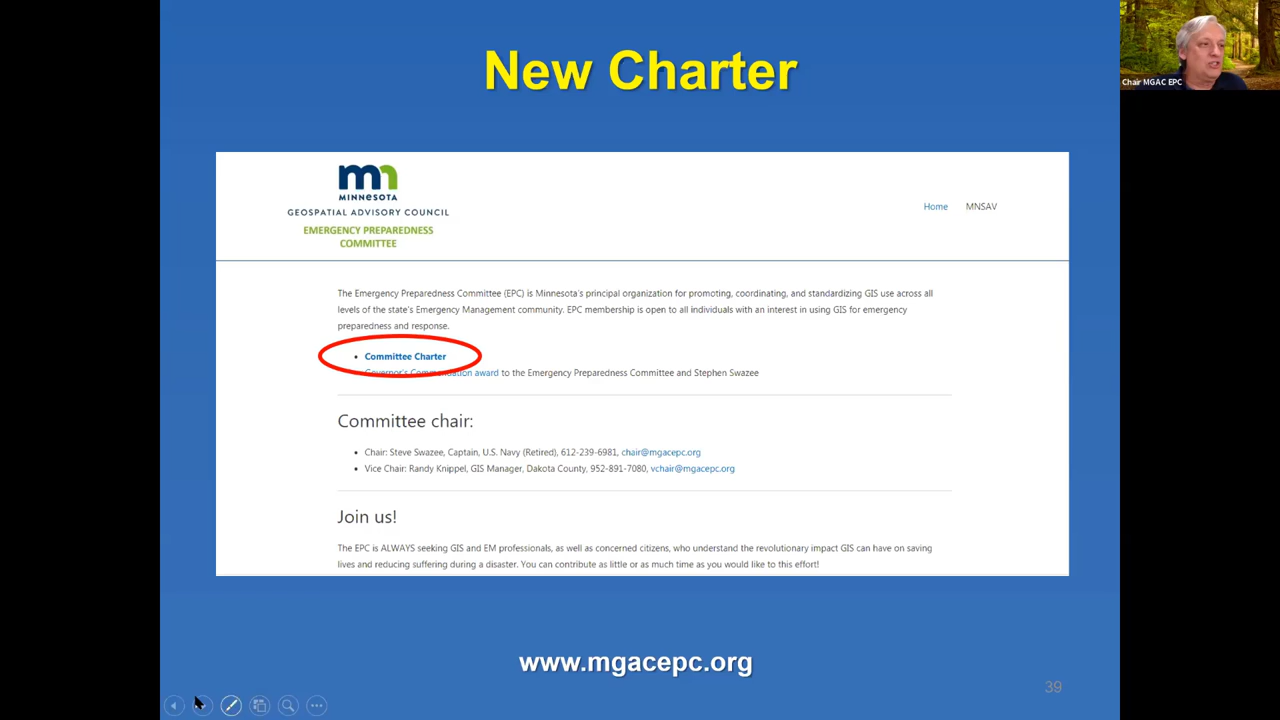 New Charter
Chair MGAC EPC
MINNESOTA
GEOSPATIAL ADVISORY COUNCIL
EMERGENCY PREPAREDNESS
COMMITTEE
Home MNSAV
The Emergency Preparedness Committee (EPC) is Minnesota's principal organization for promoting, coordinating, and standardizing GIS use across all
levels of the state's Emergency Management community. EPC membership is open to all individuals with an interest in using GIS for emergency
preparedness and response.
• Committee Charter
Governor's Commendation award to the Emergency Preparedness Committee and Stephen Swazee
Committee chair:
• Chair: Steve Swazee, Captain, U.S. Navy (Retired), 612-239-6981, chair@mgacepc.org
• Vice Chair: Randy Knippel, GIS Manager, Dakota County, 952-891-7080, vchair@mgacepc.org
Join us!
The EPC is ALWAYS seeking GIS and EM professionals, as well as concerned citizens, who understand the revolutionary impact GIS can have on saving
lives and reducing suffering during a disaster. You can contribute as little or as much time as you would like to this effort!
www.mgacepc.org
39